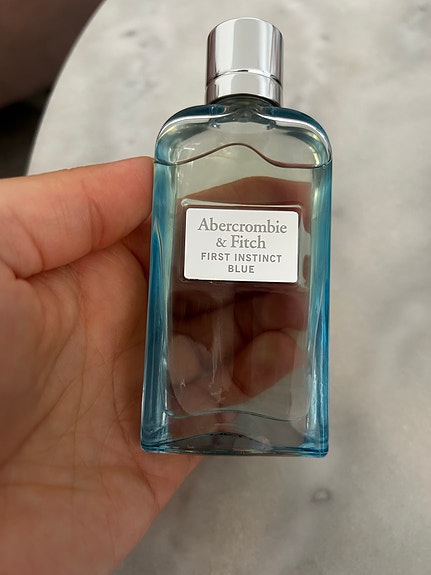 Abercrombie
& Fitch
FIRST INSTINCT
BLUE